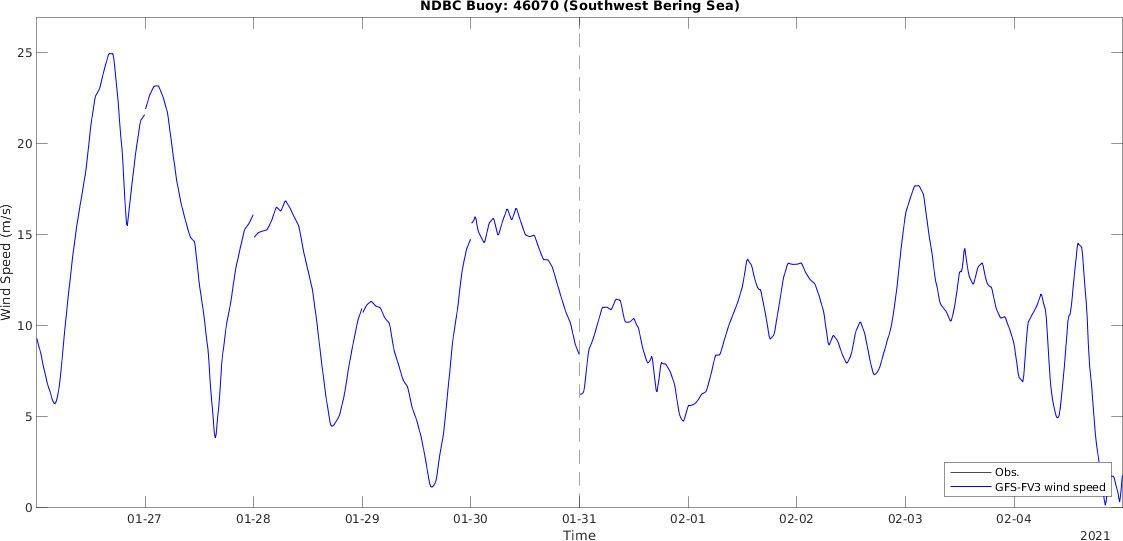 NDBC Buoy: 46070 (Southwest Bering Sea)
25
20
15
10
5
0
Wind Speed (m/s)
01-27 01-28 01-29 01-30 01-31 02-01 02-02 02-03 02-04
Time
2021
Obs.
GFS-FV3 wind speed